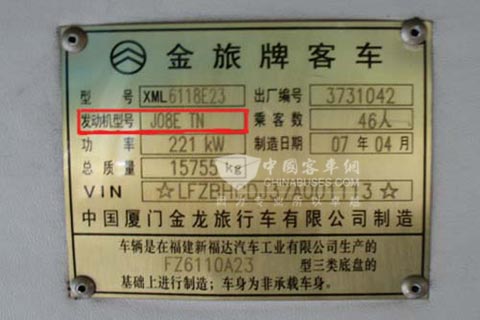 金旅牌客车
型 号 XML6118E23 出厂编号 3731042
发动机型号 J08E TN 乘客数 46人
功 率 221 kW 制造日期 07 年 04 月
总质量 15755 kg
中国客车网
CHINABUSES.COM
VIN
中国厦门金龙旅行车有限公司制造
车辆是在福建新福达汽车工业有限公司生产的
FZ6110A23 型三类底盘的
基础上进行制造；车身为非承载车身。